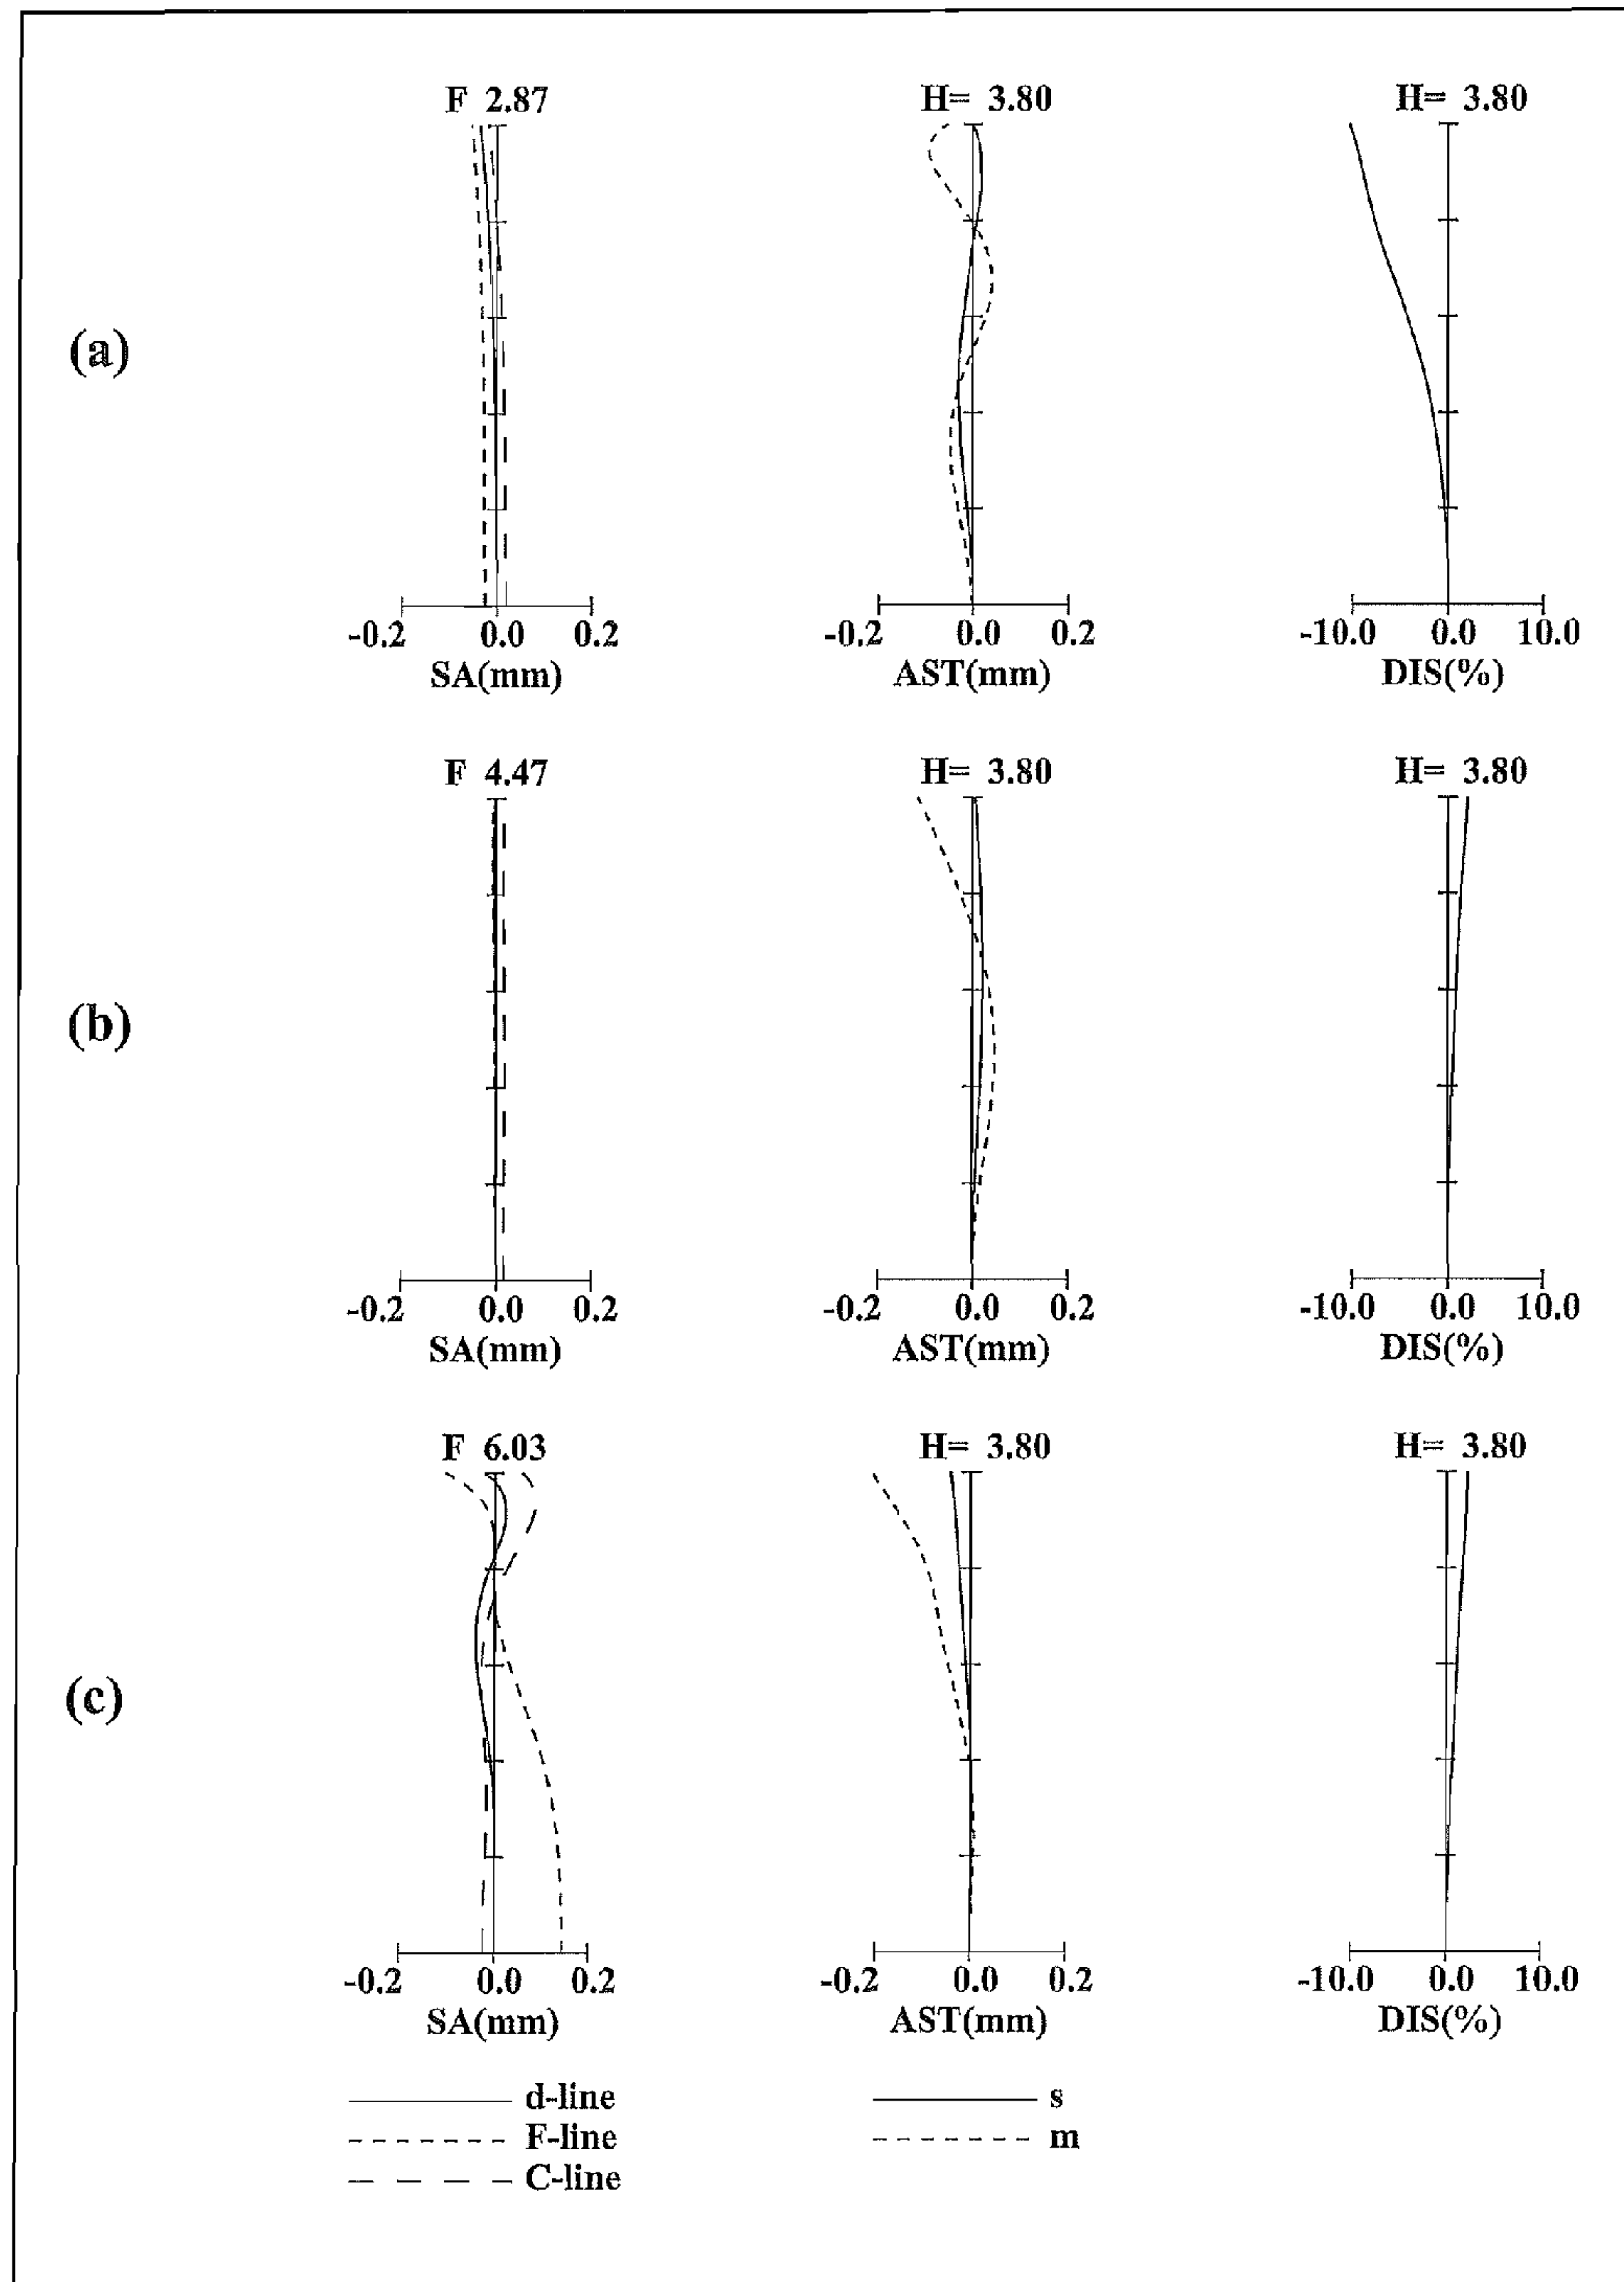 F 2.87 H= 3.80 H= 3.80
(a)
-0.2 0.0 0.2 -0.2 0.0 0.2 -10.0 0.0 10.0
SA(mm) AST(mm) DIS(%)
F 4.47 H= 3.80 H= 3.80
(b)
-0.2 0.0 0.2 -0.2 0.0 0.2 -10.0 0.0 10.0
SA(mm) AST(mm) DIS(%)
F 6.03 H= 3.80 H= 3.80
(c)
-0.2 0.0 0.2 -0.2 0.0 0.2 -10.0 0.0 10.0
SA(mm) AST(mm) DIS(%)
d-line s
F-line m
C-line